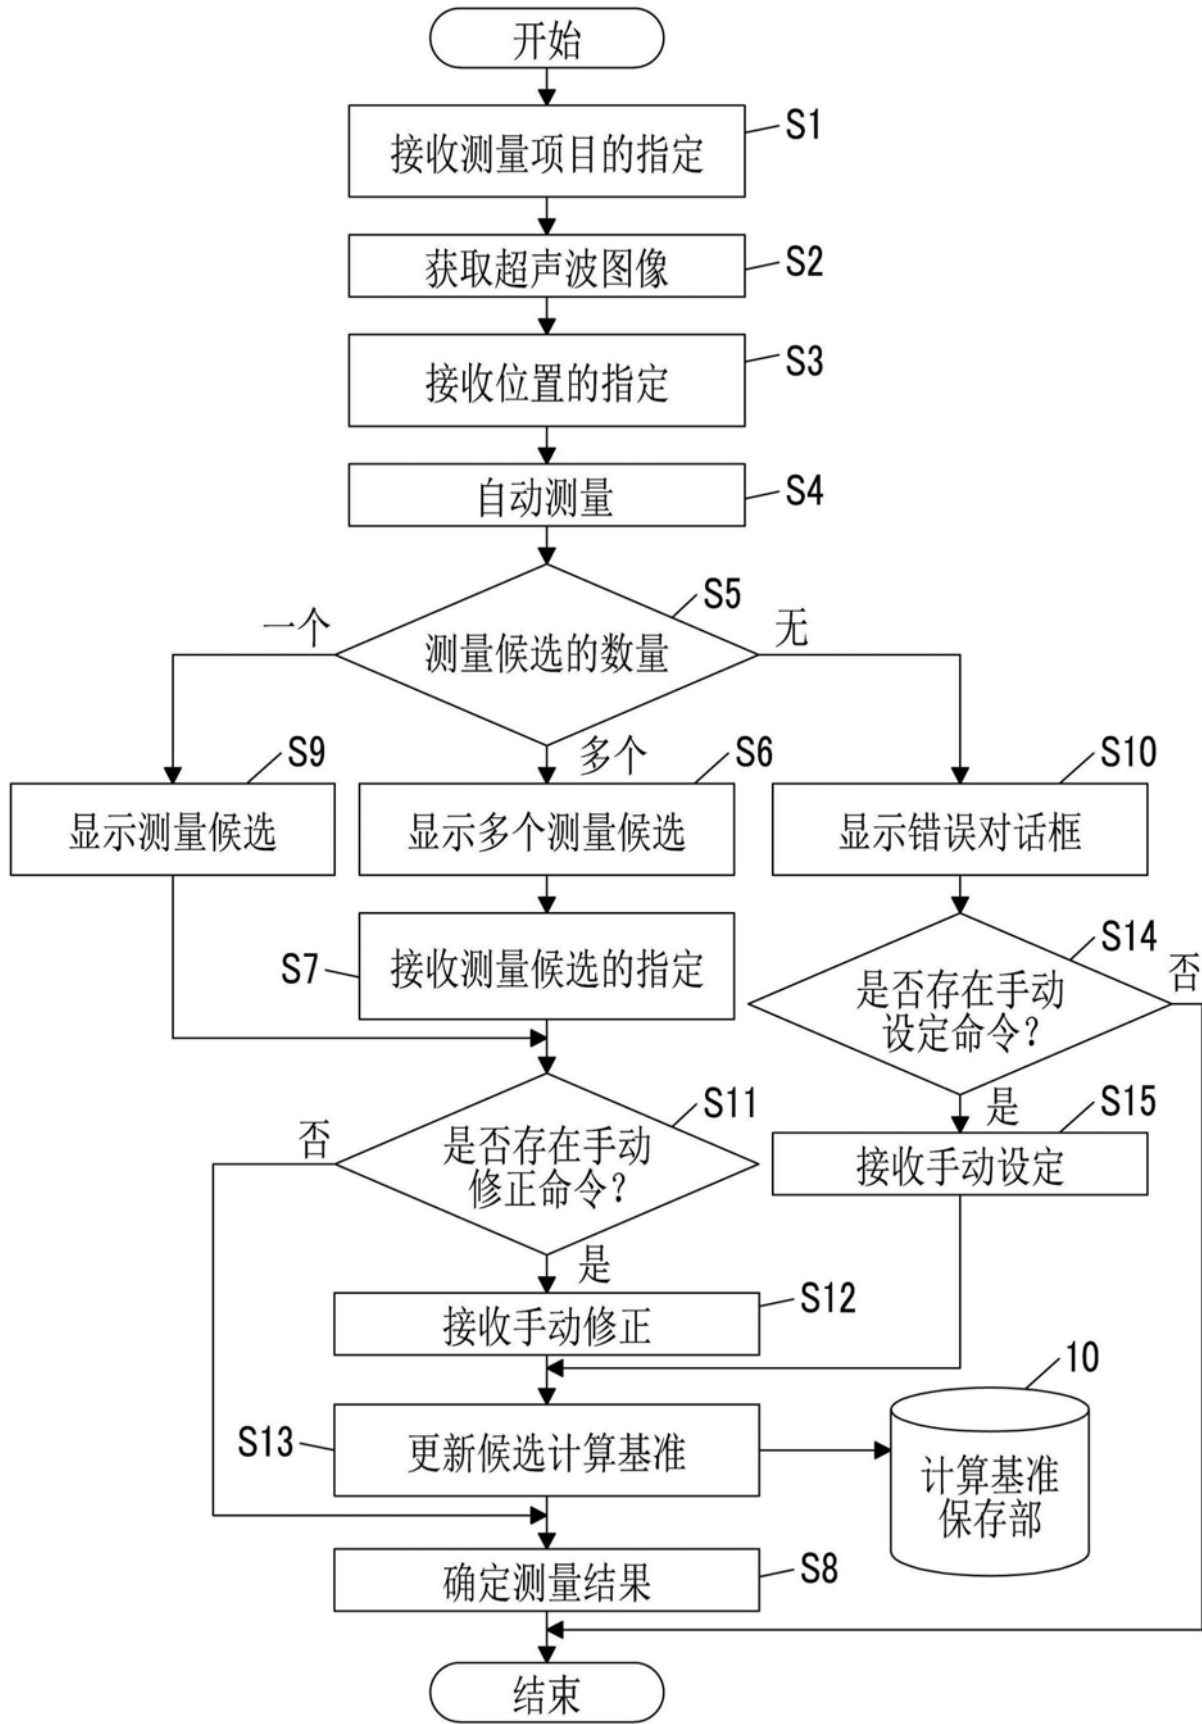 开始
接收测量项目的指定
S1
获取超声波图像
S2
接收位置的指定
S3
自动测量
S4
测量候选的数量
S5
一个
多个
无
显示测量候选
S9
显示多个测量候选
S6
显示错误对话框
S10
接收测量候选的指定
S7
是否存在手动
设定命令？
S14
否
是
接收手动设定
S15
是否存在手动
修正命令？
S11
否
是
接收手动修正
S12
更新候选计算基准
S13
计算基准
保存部
10
确定测量结果
S8
结束